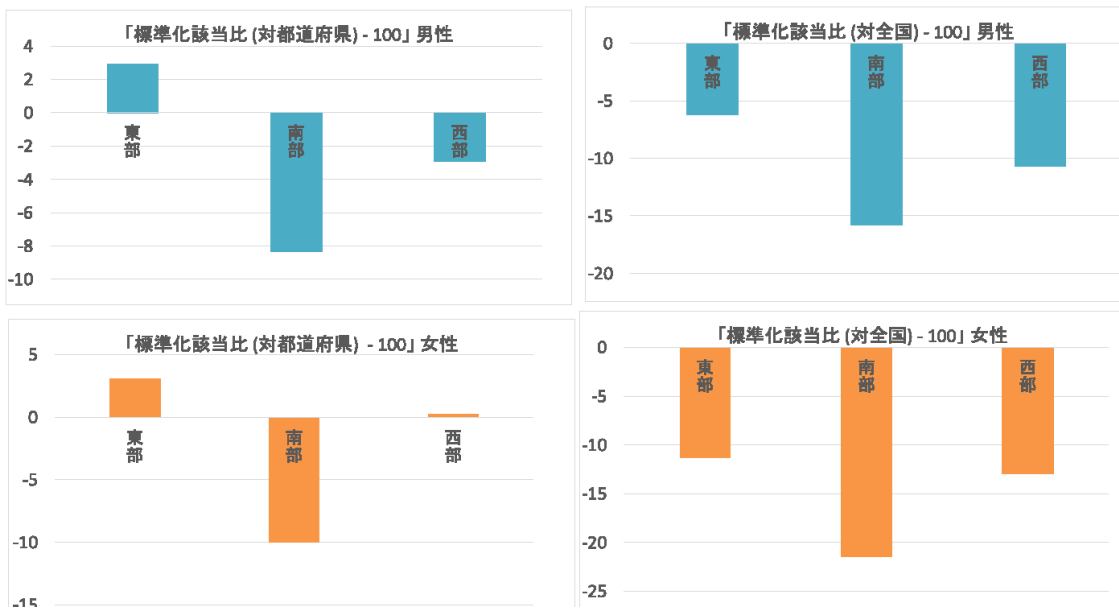 「標準化該当比 (対都道府県) - 100」 男性
4
2
0
-2
-4
-6
-8
-10
東部
南部
西部
「標準化該当比 (対全国) - 100」 男性
0
-5
-10
-15
-20
東部
南部
西部
「標準化該当比 (対都道府県) - 100」 女性
5
0
-5
-10
-15
東部
南部
西部
「標準化該当比 (対全国) - 100」 女性
0
-5
-10
-15
-20
-25
東部
南部
西部